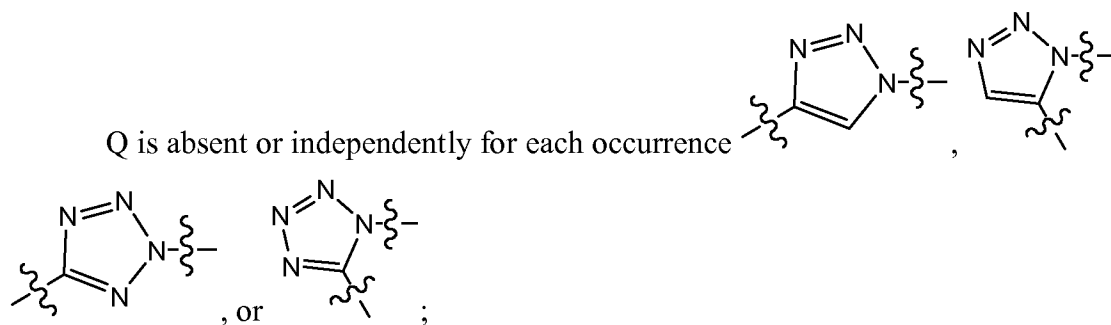 N N N N
N N
Q is absent or independently for each occurrence ,
N N N N
N N N
N N , or ;